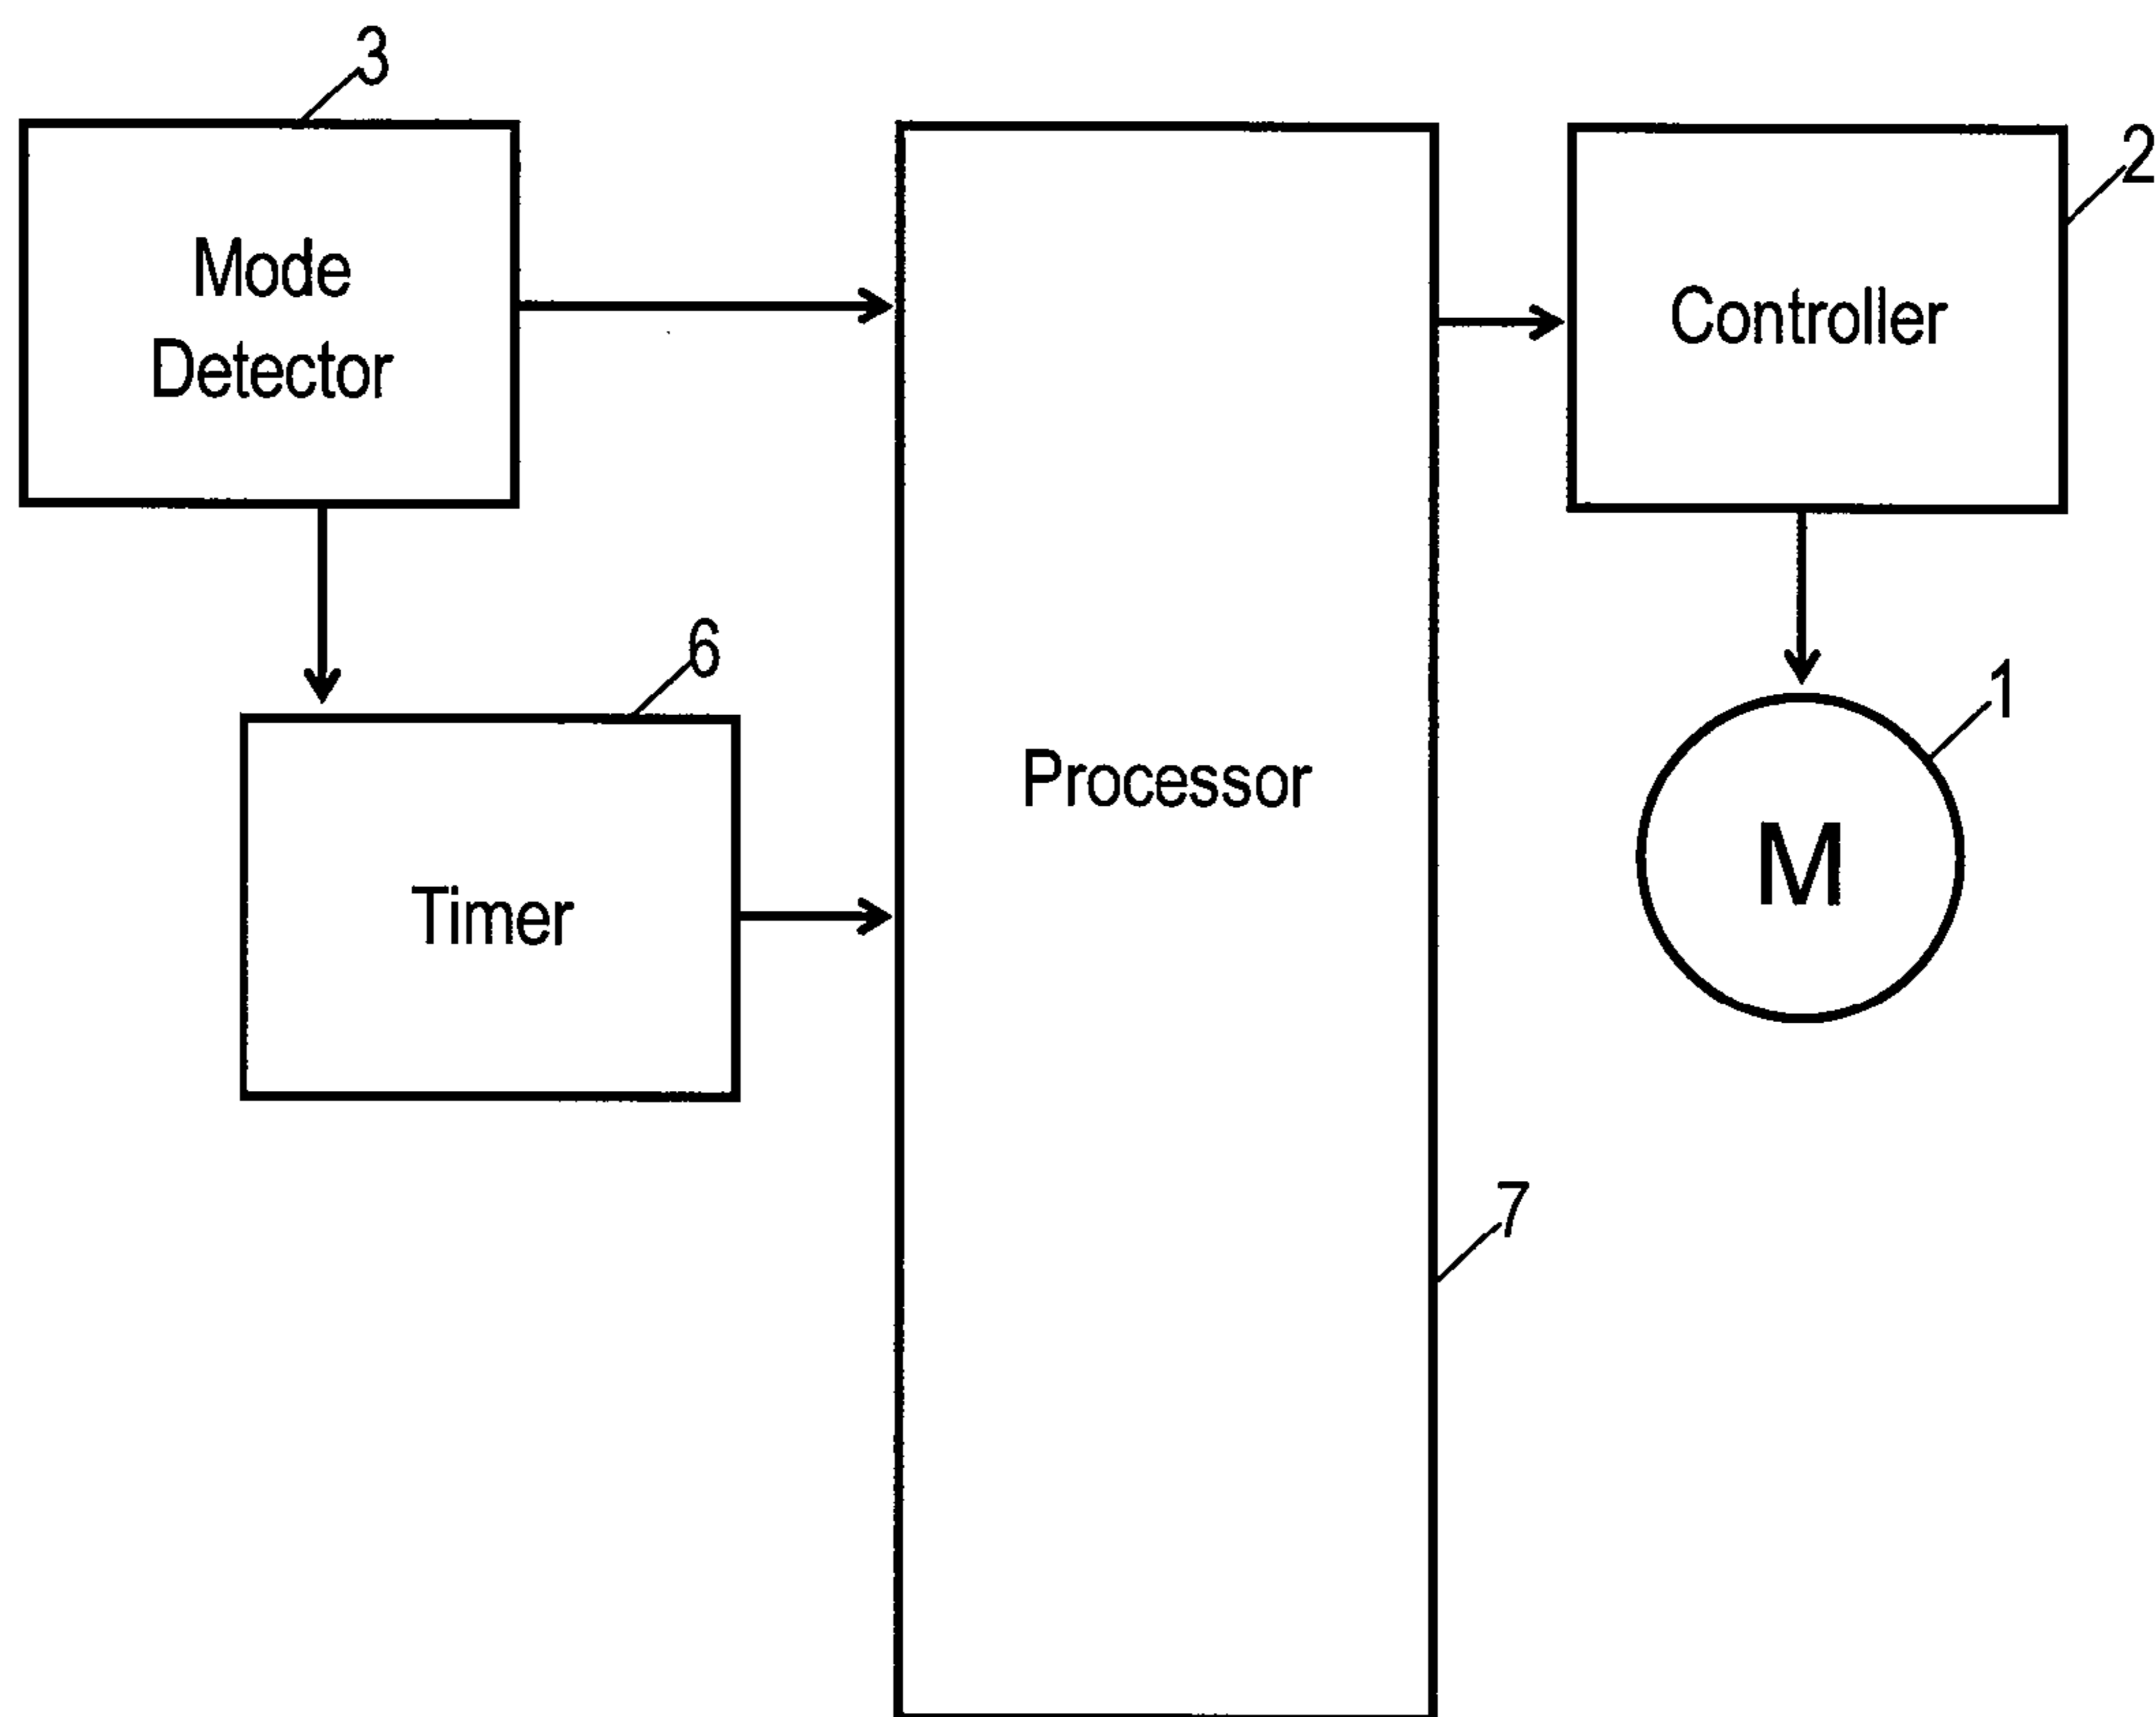 3
Mode
Detector
2
Controller
6
Timer
Processor
1
M
7